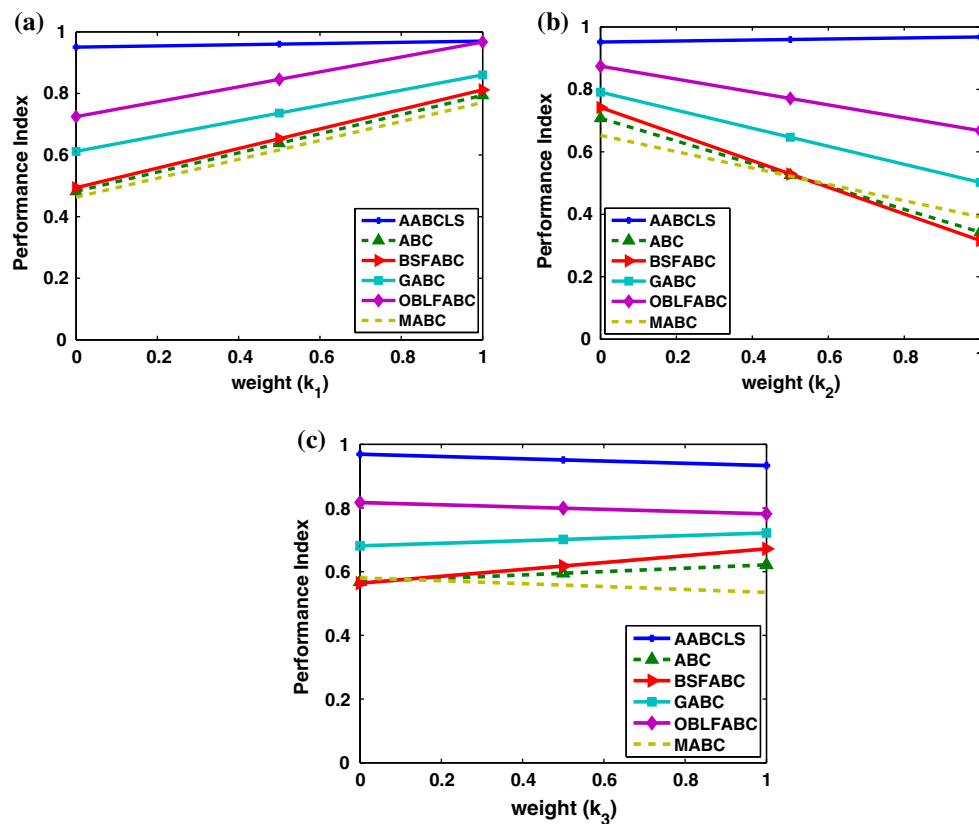 (a)
1
0.8
0.6
0.4
0.2
0
Performance Index
AABCLS
ABC
BSFABC
GABC
OBLFABC
MABC
0 0.2 0.4 0.6 0.8 1
weight (k1)
(b)
1
0.8
0.6
0.4
0.2
0
Performance Index
AABCLS
ABC
BSFABC
GABC
OBLFABC
MABC
0 0.2 0.4 0.6 0.8 1
weight (k2)
(c)
1
0.8
0.6
0.4
0.2
0
Performance Index
AABCLS
ABC
BSFABC
GABC
OBLFABC
MABC
0 0.2 0.4 0.6 0.8 1
weight (k3)